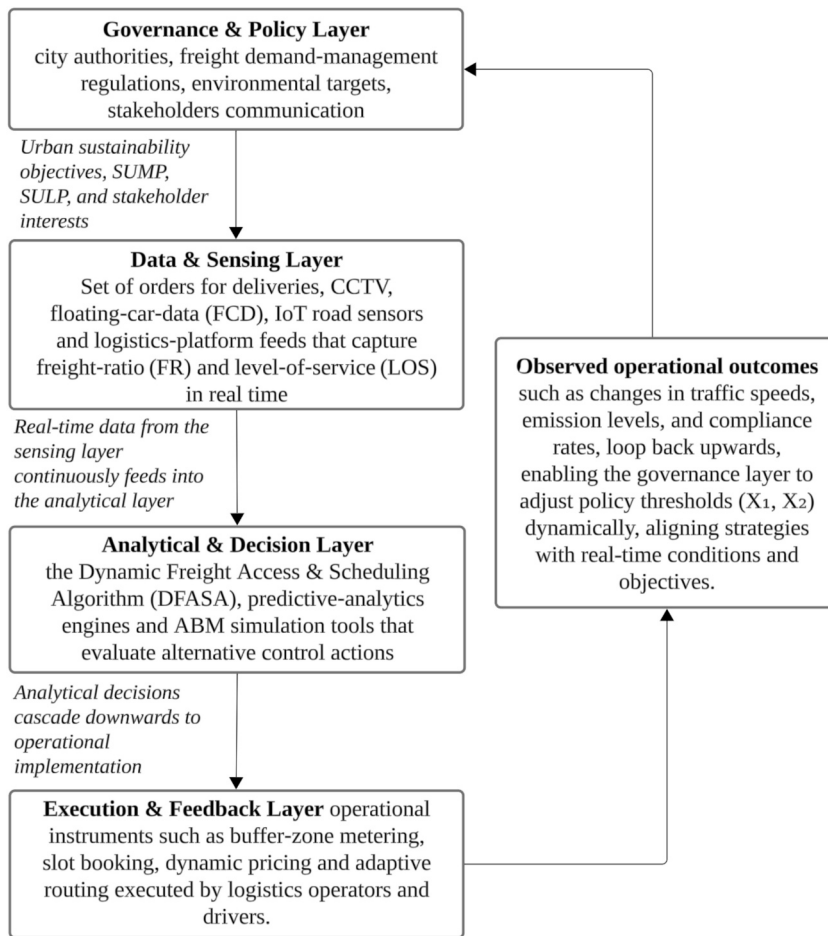 Governance & Policy Layer
city authorities, freight demand-management
regulations, environmental targets,
stakeholders communication
Urban sustainability
objectives, SUMP,
SULP, and stakeholder
interests
Data & Sensing Layer
Set of orders for deliveries, CCTV,
floating-car-data (FCD), IoT road sensors
and logistics-platform feeds that capture
freight-ratio (FR) and level-of-service (LOS)
in real time
Real-time data from the
sensing layer
continuously feeds into
the analytical layer
Analytical & Decision Layer
the Dynamic Freight Access & Scheduling
Algorithm (DFASA), predictive-analytics
engines and ABM simulation tools that
evaluate alternative control actions
Analytical decisions
cascade downwards to
operational
implementation
Execution & Feedback Layer operational
instruments such as buffer-zone metering,
slot booking, dynamic pricing and adaptive
routing executed by logistics operators and
drivers.
Observed operational outcomes
such as changes in traffic speeds,
emission levels, and compliance
rates, loop back upwards,
enabling the governance layer to
adjust policy thresholds (X₁, X₂)
dynamically, aligning strategies
with real-time conditions and
objectives.